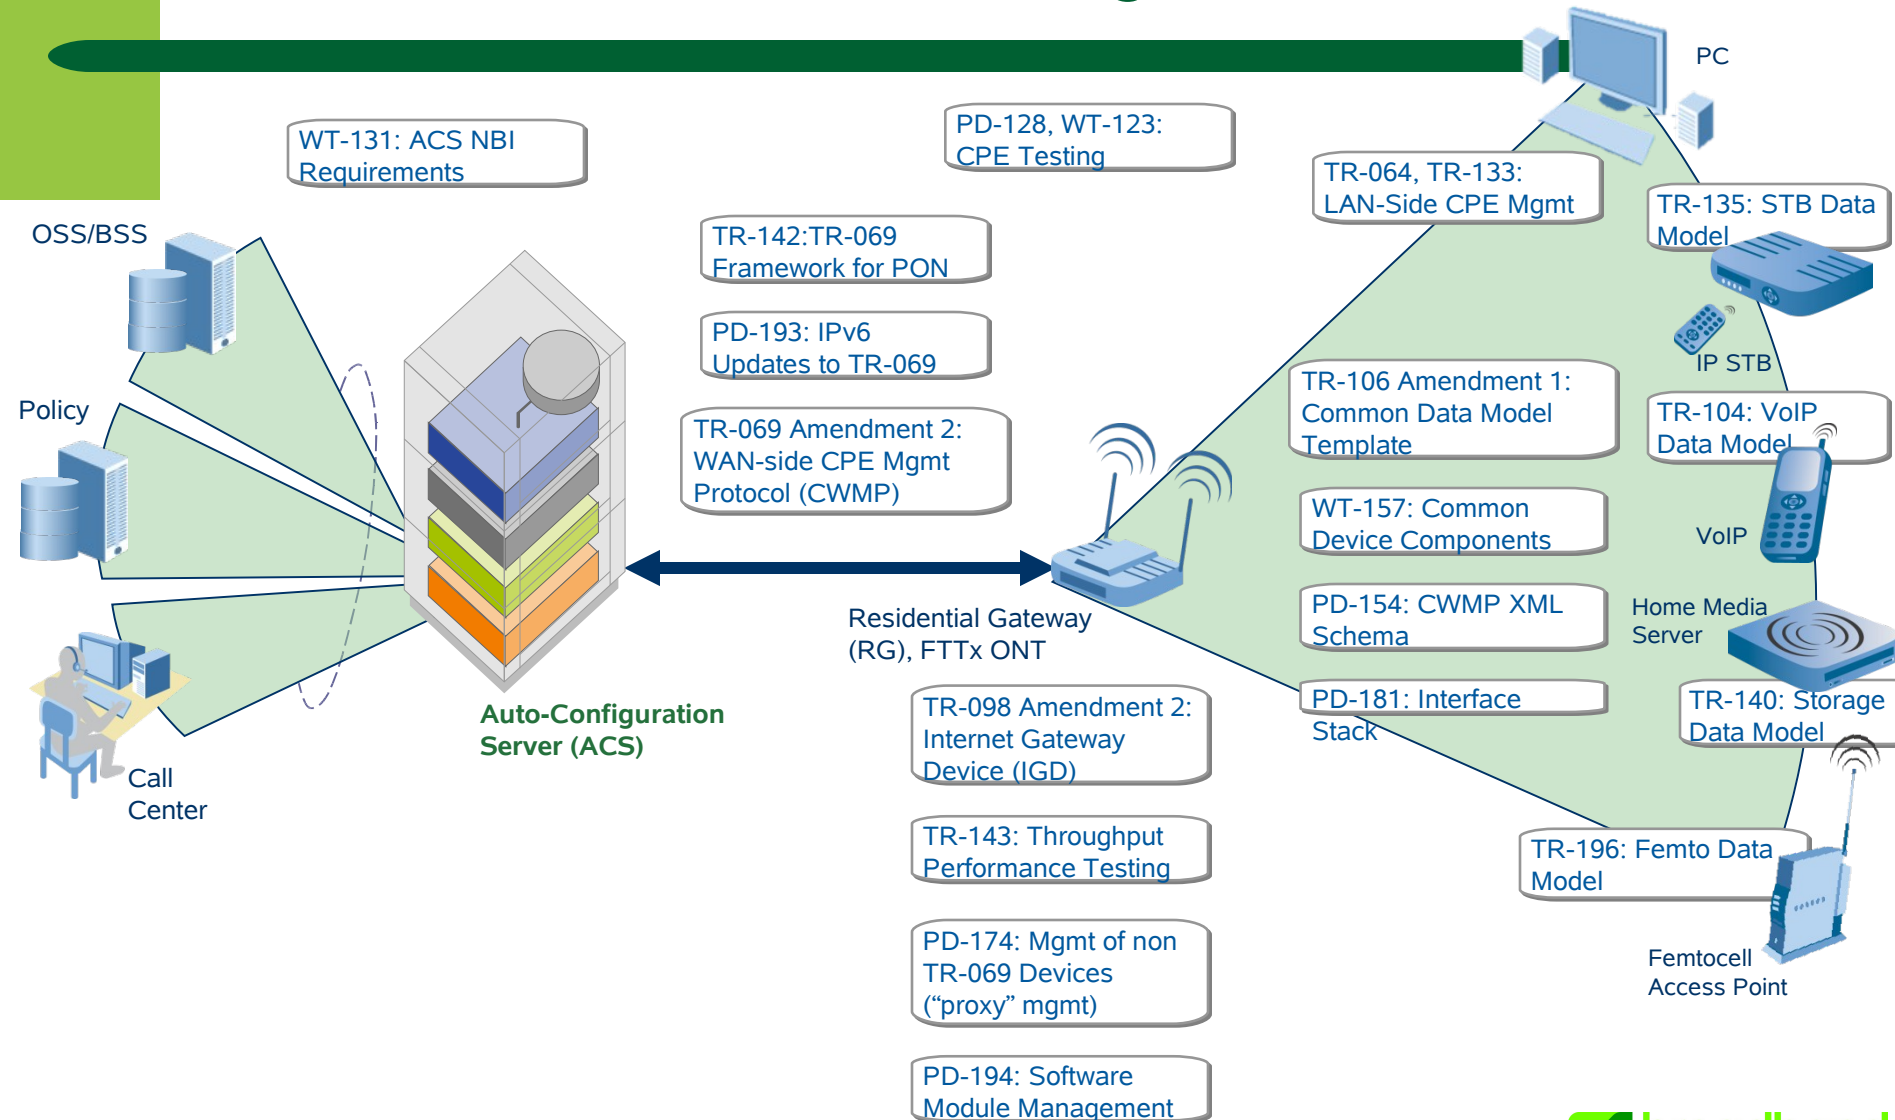 PC
WT-131: ACS NBI
Requirements
PD-128, WT-123:
CPE Testing
TR-064, TR-133:
LAN-Side CPE Mgmt
TR-135: STB Data
Model
OSS/BSS
TR-142:TR-069
Framework for PON
PD-193: IPv6
Updates to TR-069
IP STB
Policy
TR-069 Amendment 2:
WAN-side CPE Mgmt
Protocol (CWMP)
TR-106 Amendment 1:
Common Data Model
Template
TR-104: VoIP
Data Model
WT-157: Common
Device Components
VoIP
PD-154: CWMP XML
Schema
Home Media
Server
Residential Gateway
(RG), FTTx ONT
PD-181: Interface
Stack
TR-140: Storage
Data Model
Auto-Configuration
Server (ACS)
TR-098 Amendment 2:
Internet Gateway
Device (IGD)
Call
Center
TR-143: Throughput
Performance Testing
TR-196: Femto Data
Model
PD-174: Mgmt of non
TR-069 Devices
(“proxy” mgmt)
Femtocell
Access Point
PD-194: Software
Module Management